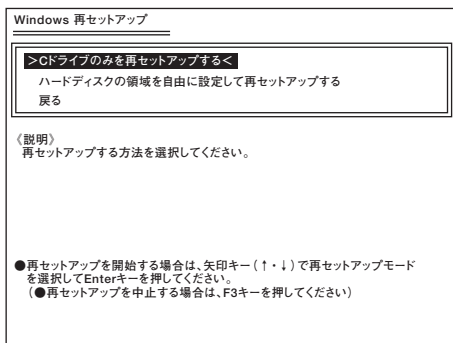 Windows 再セットアップ
>Cドライブのみを再セットアップする<
ハードディスクの領域を自由に設定して再セットアップする
戻る
《説明》
再セットアップする方法を選択してください。
●再セットアップを開始する場合は、矢印キー(↑・↓)で再セットアップモード
を選択してEnterキーを押してください。
(●再セットアップを中止する場合は、F3キーを押してください)